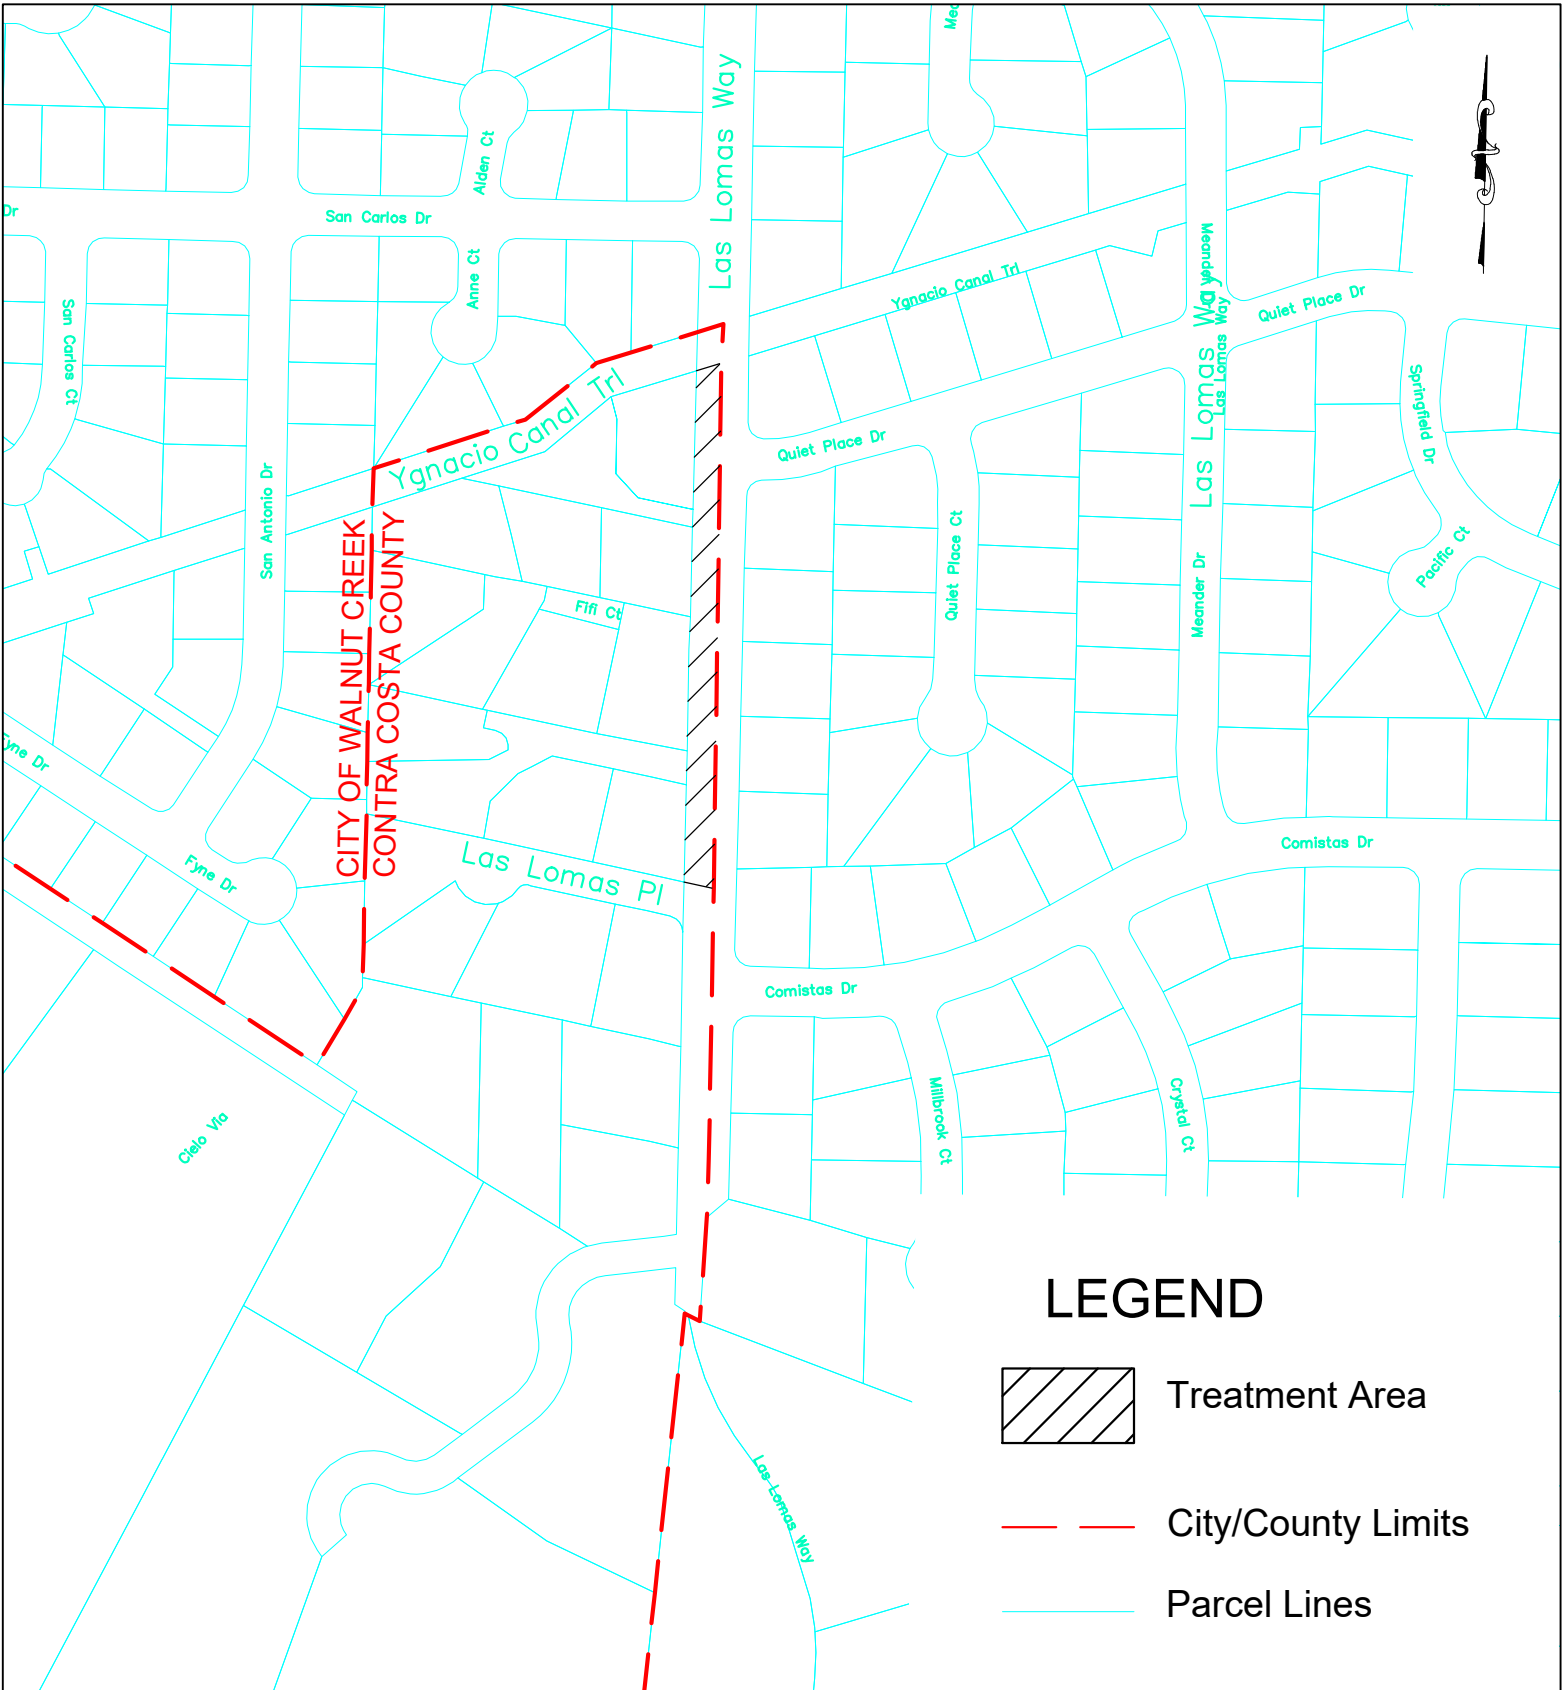 Las Lomas Way
Alden Ct
Dr
San Carlos Dr
Anne Ct
San Carlos Ct
Ygnacio Canal Trl
Meander Dr
Las Lomas Way
Las Lomas Way
Quiet Place Dr
Ygnacio Canal Trl
Quiet Place Dr
Springfield Dr
San Antonio Dr
CITY OF WALNUT CREEK
CONTRA COSTA COUNTY
Quiet Place Ct
Meander Dr
Pacific Ct
Fifi Ct
Fyne Dr
Fyne Dr
Las Lomas Pl
Comistas Dr
Comistas Dr
Millbrook Ct
Crystal Ct
Cielo Via
Las Lomas Way
LEGEND
Treatment Area
City/County Limits
Parcel Lines